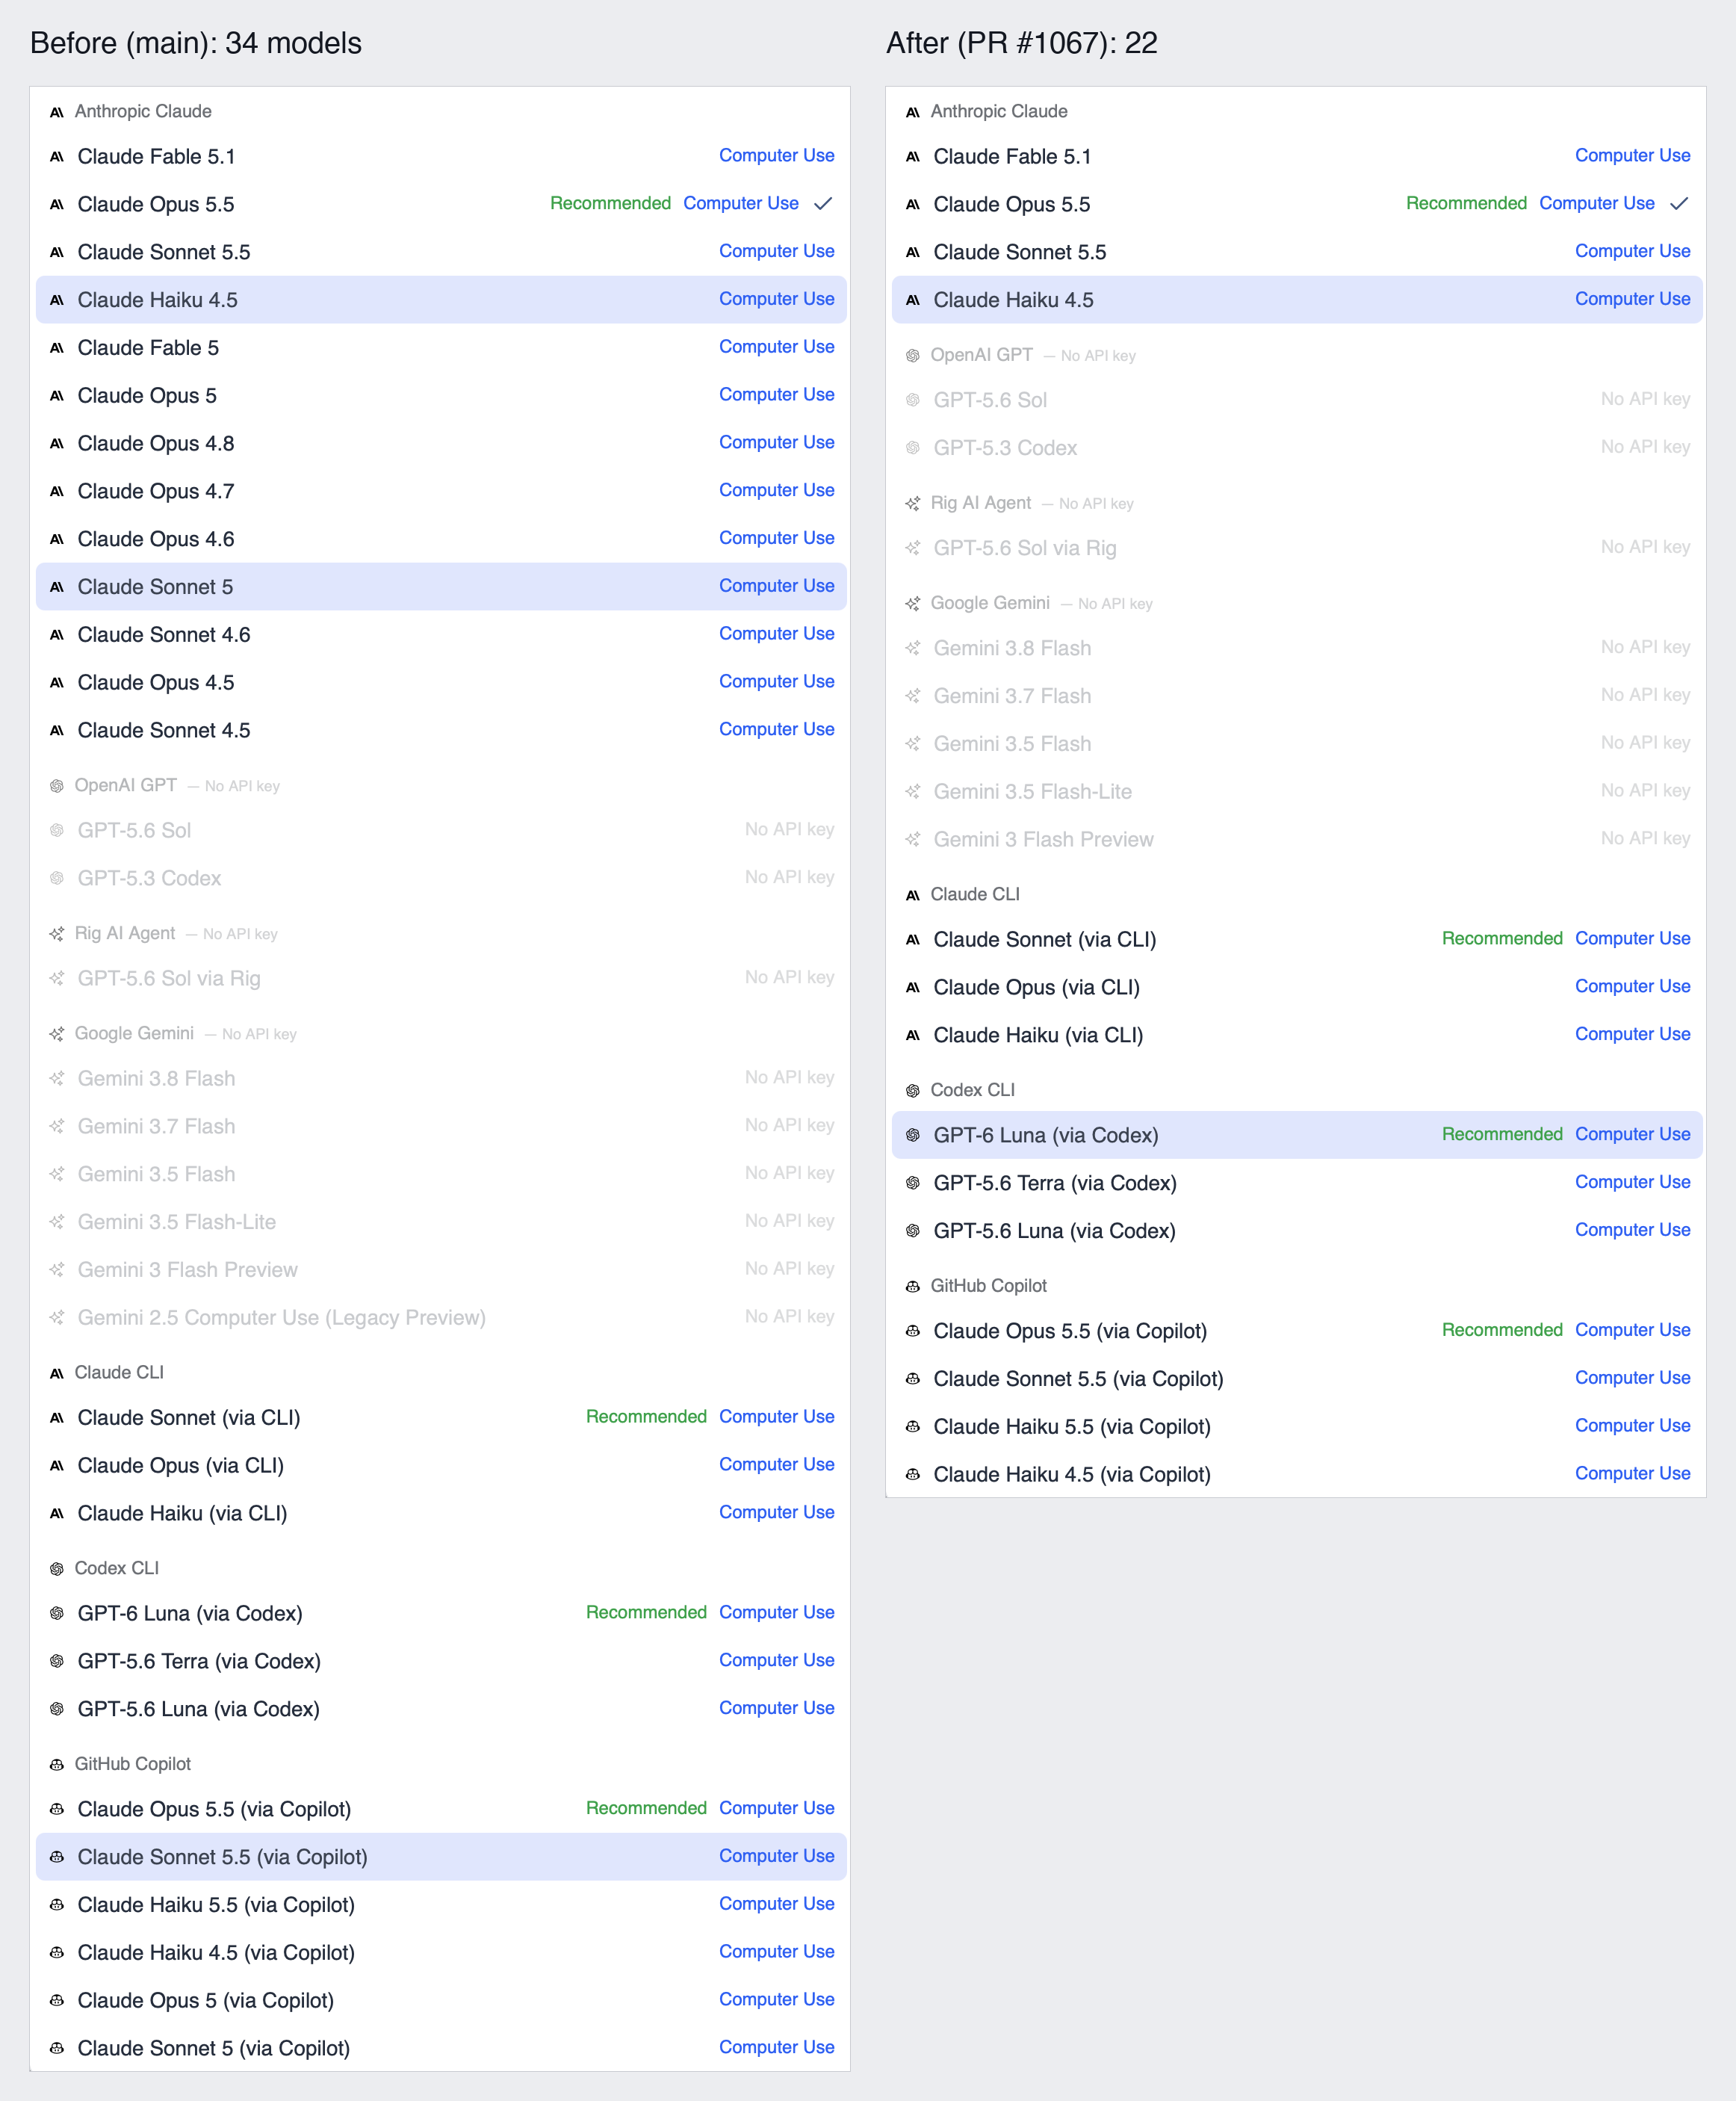 Before (main): 34 models
Anthropic Claude
Claude Fable 5.1 Computer Use
Claude Opus 5.5 Recommended Computer Use
Claude Sonnet 5.5 Computer Use
Claude Haiku 4.5 Computer Use
Claude Fable 5 Computer Use
Claude Opus 5 Computer Use
Claude Opus 4.8 Computer Use
Claude Opus 4.7 Computer Use
Claude Opus 4.6 Computer Use
Claude Sonnet 5 Computer Use
Claude Sonnet 4.6 Computer Use
Claude Opus 4.5 Computer Use
Claude Sonnet 4.5 Computer Use
OpenAI GPT — No API key
GPT-5.6 Sol No API key
GPT-5.3 Codex No API key
Rig AI Agent — No API key
GPT-5.6 Sol via Rig No API key
Google Gemini — No API key
Gemini 3.8 Flash No API key
Gemini 3.7 Flash No API key
Gemini 3.5 Flash No API key
Gemini 3.5 Flash-Lite No API key
Gemini 3 Flash Preview No API key
Gemini 2.5 Computer Use (Legacy Preview) No API key
Claude CLI
Claude Sonnet (via CLI) Recommended Computer Use
Claude Opus (via CLI) Computer Use
Claude Haiku (via CLI) Computer Use
Codex CLI
GPT-6 Luna (via Codex) Recommended Computer Use
GPT-5.6 Terra (via Codex) Computer Use
GPT-5.6 Luna (via Codex) Computer Use
GitHub Copilot
Claude Opus 5.5 (via Copilot) Recommended Computer Use
Claude Sonnet 5.5 (via Copilot) Computer Use
Claude Haiku 5.5 (via Copilot) Computer Use
Claude Haiku 4.5 (via Copilot) Computer Use
Claude Opus 5 (via Copilot) Computer Use
Claude Sonnet 5 (via Copilot) Computer Use
After (PR #1067): 22
Anthropic Claude
Claude Fable 5.1 Computer Use
Claude Opus 5.5 Recommended Computer Use
Claude Sonnet 5.5 Computer Use
Claude Haiku 4.5 Computer Use
OpenAI GPT — No API key
GPT-5.6 Sol No API key
GPT-5.3 Codex No API key
Rig AI Agent — No API key
GPT-5.6 Sol via Rig No API key
Google Gemini — No API key
Gemini 3.8 Flash No API key
Gemini 3.7 Flash No API key
Gemini 3.5 Flash No API key
Gemini 3.5 Flash-Lite No API key
Gemini 3 Flash Preview No API key
Claude CLI
Claude Sonnet (via CLI) Recommended Computer Use
Claude Opus (via CLI) Computer Use
Claude Haiku (via CLI) Computer Use
Codex CLI
GPT-6 Luna (via Codex) Recommended Computer Use
GPT-5.6 Terra (via Codex) Computer Use
GPT-5.6 Luna (via Codex) Computer Use
GitHub Copilot
Claude Opus 5.5 (via Copilot) Recommended Computer Use
Claude Sonnet 5.5 (via Copilot) Computer Use
Claude Haiku 5.5 (via Copilot) Computer Use
Claude Haiku 4.5 (via Copilot) Computer Use